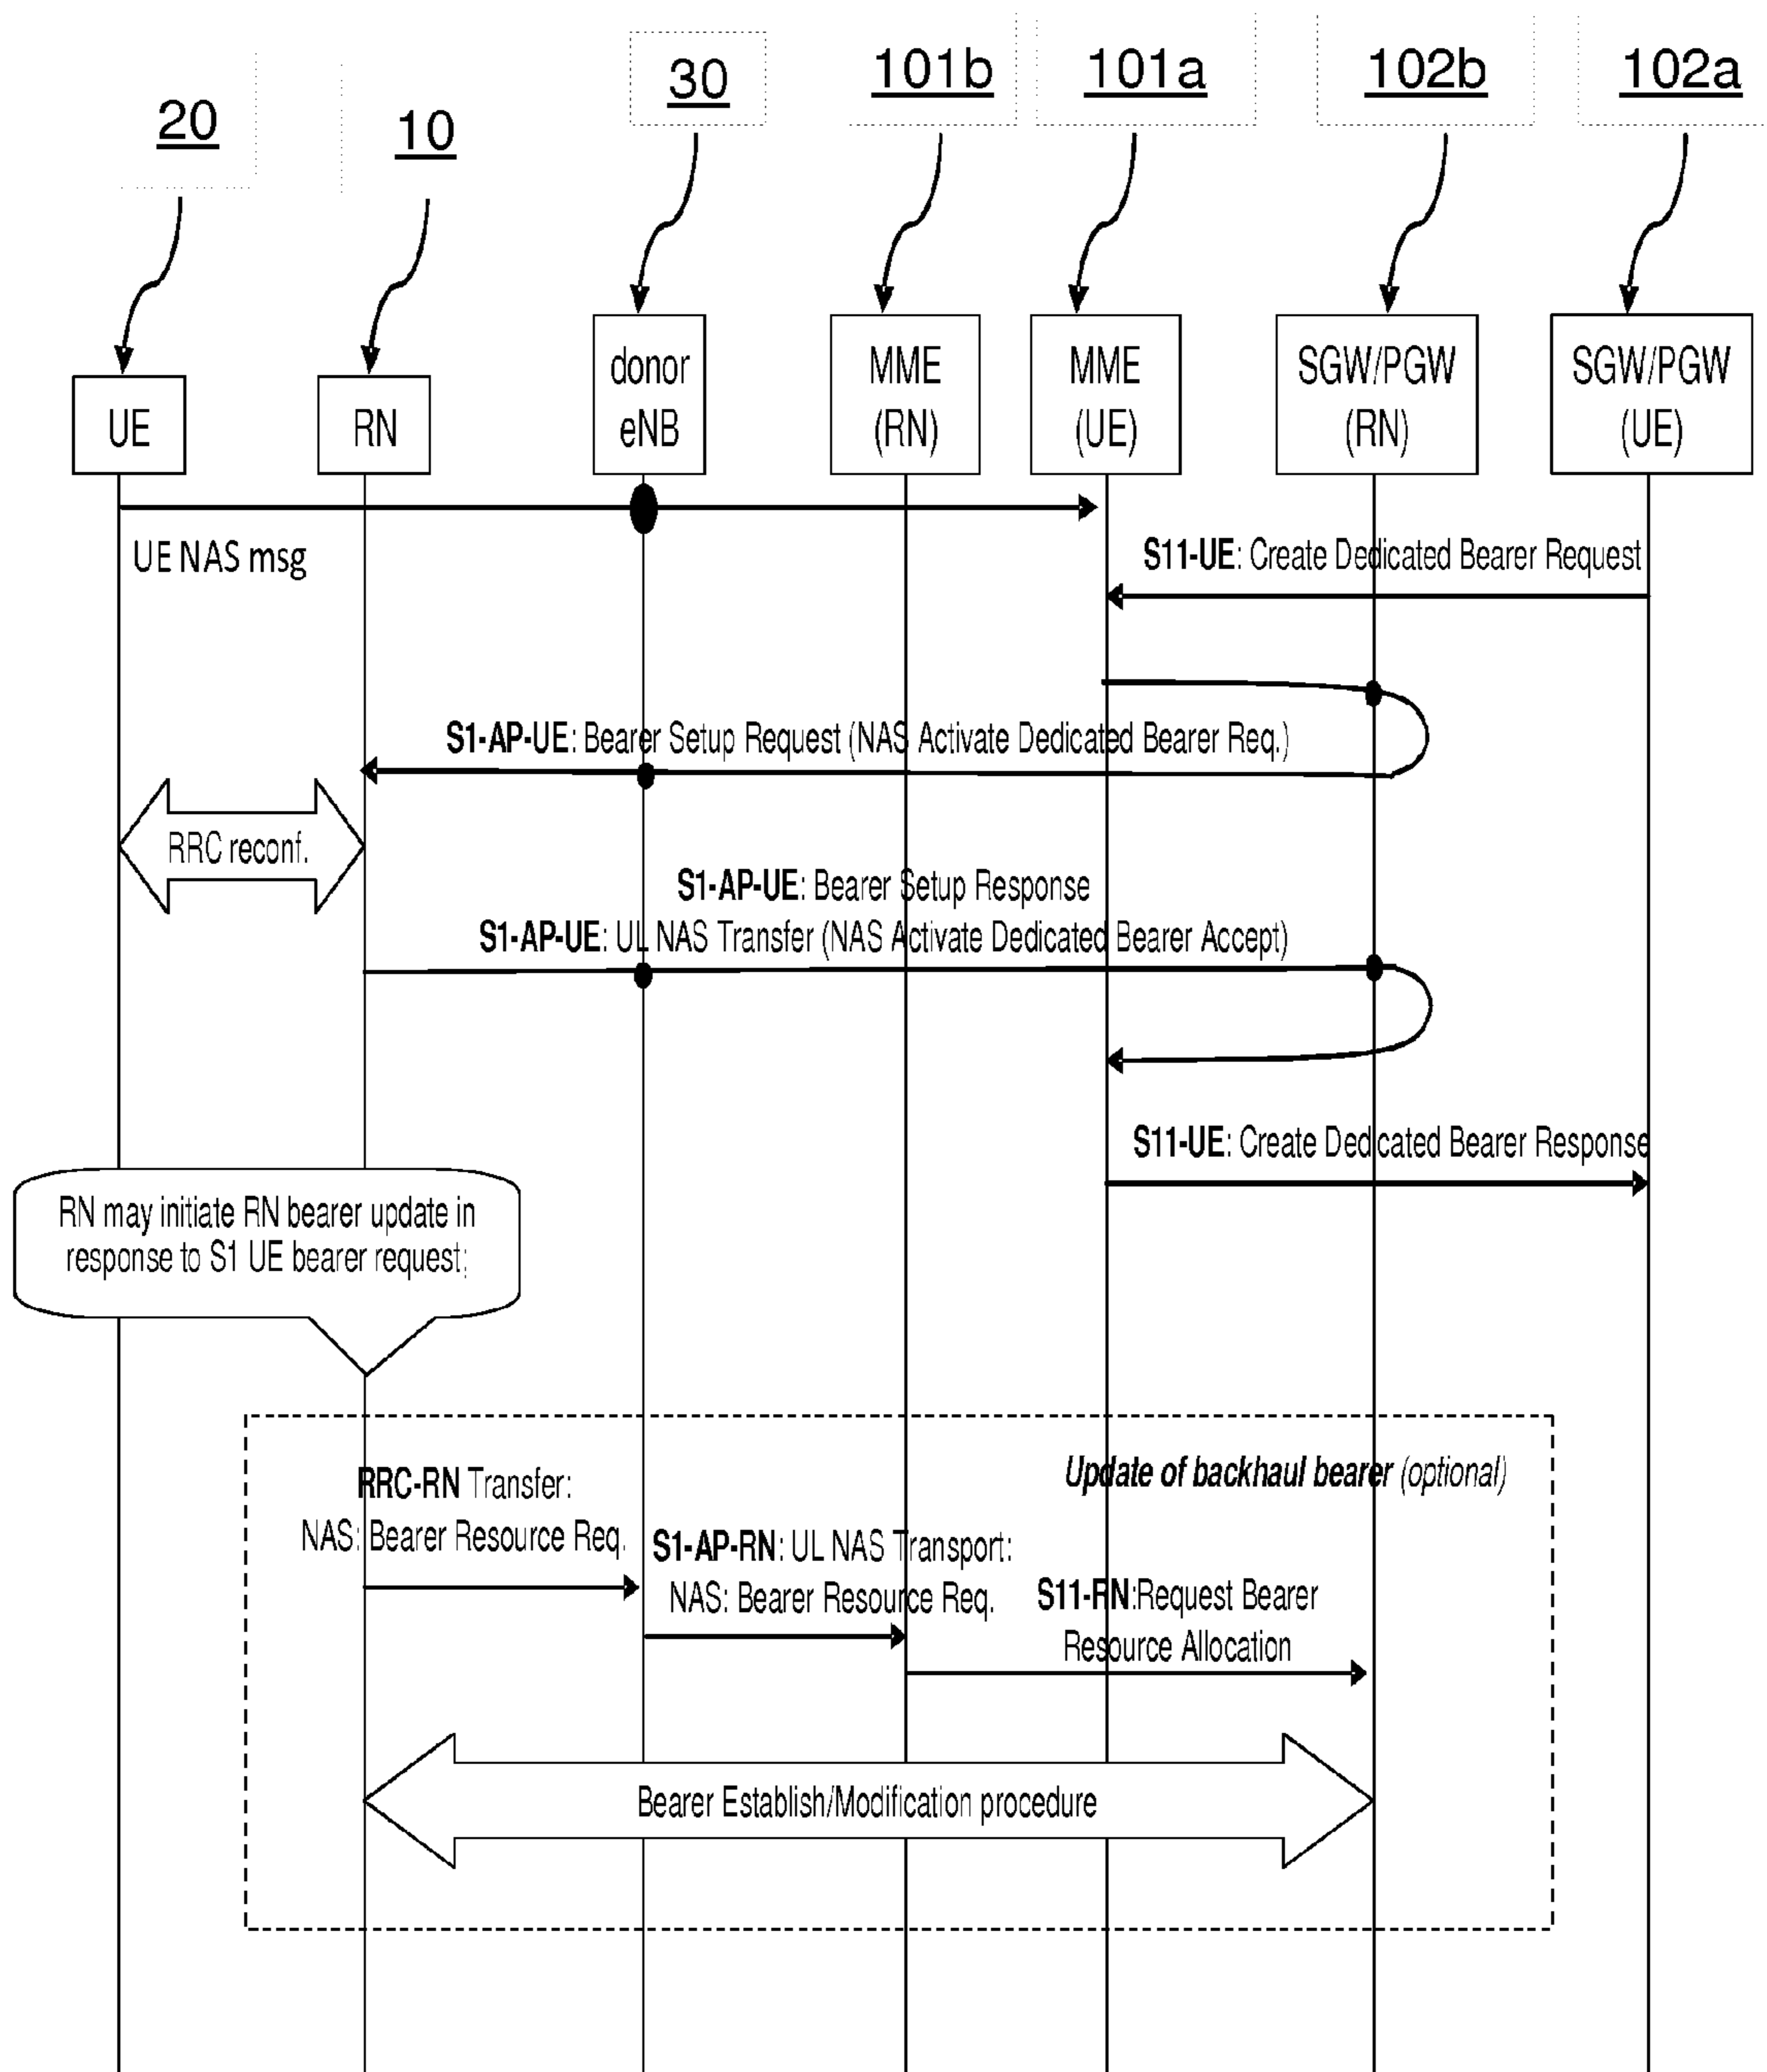 20
10
30
101b
101a
102b
102a
UE
RN
donor
eNB
MME
(RN)
MME
(UE)
SGW/PGW
(RN)
SGW/PGW
(UE)
UE NAS msg
S11-UE: Create Dedicated Bearer Request
S1-AP-UE: Bearer Setup Request (NAS Activate Dedicated Bearer Req.)
RRC reconf.
S1-AP-UE: Bearer Setup Response
S1-AP-UE: UL NAS Transfer (NAS Activate Dedicated Bearer Accept)
S11-UE: Create Dedicated Bearer Response
RN may initiate RN bearer update in
response to S1 UE bearer request;
Update of backhaul bearer (optional)
RRC-RN Transfer:
NAS: Bearer Resource Req.
S1-AP-RN: UL NAS Transport:
NAS: Bearer Resource Req.
S11-RN:Request Bearer
Resource Allocation
Bearer Establish/Modification procedure